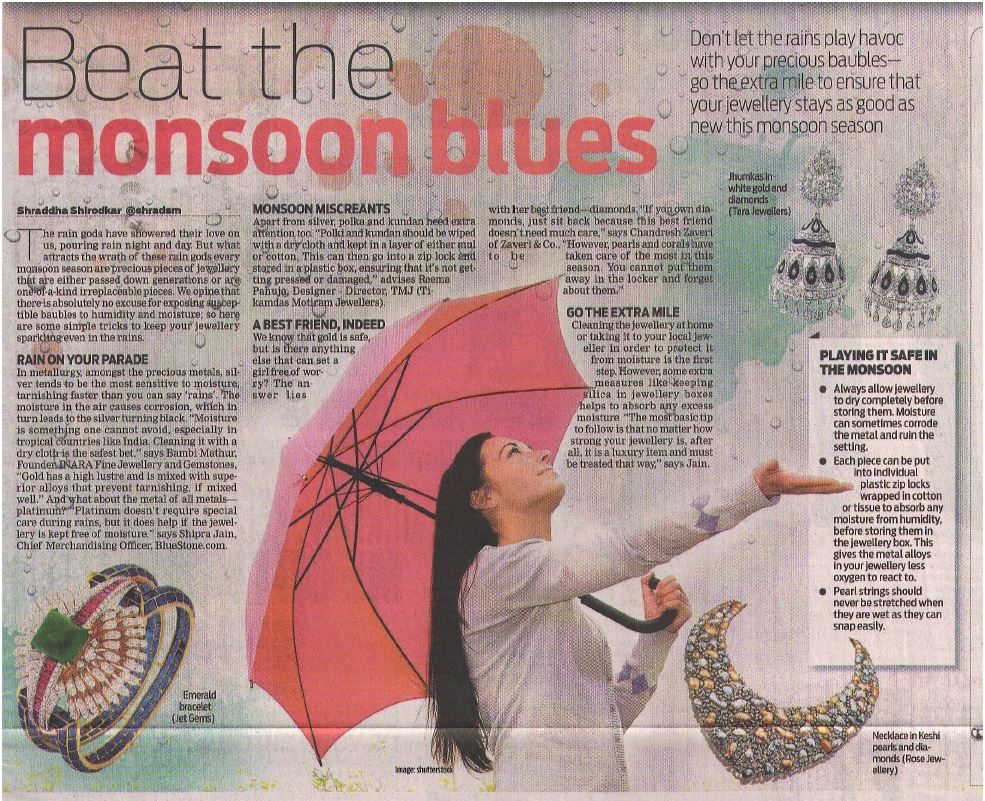 Beat the
monsoon blues
Don't let the rains play havoc
with your precious baubles—
go the extra mile to ensure that
your jewellery stays as good as
new this monsoon season
Shraddha Shirodkar @shradsm
The rain gods have showered their love on
us, pouring rain night and day. But what
attracts the wrath of these rain gods every
monsoon season are precious pieces of jewellery
that are either passed down generations or are
one-of-a-kind irreplaceable pieces. We opine that
there is absolutely no excuse for exposing suscep-
tible baubles to humidity and moisture, so here
are some simple tricks to keep your jewellery
sparkling even in the rains.
RAIN ON YOUR PARADE
In metallurgy, amongst the precious metals, sil-
ver tends to be the most sensitive to moisture,
tarnishing faster than you can say 'rains'. The
moisture in the air causes corrosion, which in
turn leads to the silver turning black. "Moisture
is something one cannot avoid, especially in
tropical countries like India. Cleaning it with a
dry cloth is the safest bet," says Bambi Mathur,
Founder INARA Fine Jewellery and Gemstones,
"Gold has a high lustre and is mixed with supe-
rior alloys that prevent tarnishing, if mixed
well." And what about the metal of all metals—
platinum? "Platinum doesn't require special
care during rains, but it does help if the jewel-
lery is kept free of moisture," says Shipra Jain,
Chief Merchandising Officer, BlueStone.com.
MONSOON MISCREANTS
Apart from silver, polka and kundan need extra
attention too. "Polki and kundan should be wiped
with a dry cloth and kept in a layer of either mul
or cotton. This can then go into a zip lock and
stored in a plastic box, ensuring that it's not get-
ting pressed or damaged," advises Reema
Pahuja, Designer - Director, TMJ (Ti-
kamdas Motiram Jewellers).
A BEST FRIEND, INDEED
We know that gold is safe,
but is there anything
else that can set a
girl free of wor-
ry? The an-
swer lies
with her best friend—diamonds. "If you own dia-
monds, just sit back because this best friend
doesn't need much care," says Chandresh Zaveri
of Zaveri & Co., "However, pearls and corals have
to be taken care of the most in this
season. You cannot put them
away in the locker and forget
about them."
GO THE EXTRA MILE
Cleaning the jewellery at home
or taking it to your local jew-
eller in order to protect it
from moisture is the first
step. However, some extra
measures like keeping
silica in jewellery boxes
helps to absorb any excess
moisture. "The most basic tip
to follow is that no matter how
strong your jewellery is, after
all, it is a luxury item and must
be treated that way," says Jain.
Jhumkas in
white gold and
diamonds
(Tara Jewellers)
PLAYING IT SAFE IN
THE MONSOON
● Always allow jewellery
to dry completely before
storing them. Moisture
can sometimes corrode
the metal and ruin the
setting.
● Each piece can be put
into individual
plastic zip locks
wrapped in cotton
or tissue to absorb any
moisture from humidity,
before storing them in
the jewellery box. This
gives the metal alloys
in your jewellery less
oxygen to react to.
● Pearl strings should
never be stretched when
they are wet as they can
snap easily.
Emerald
bracelet
(Jet Gems)
Image: shutterstock
Necklace in Keshi
pearls and dia-
monds (Rose Jew-
ellery)